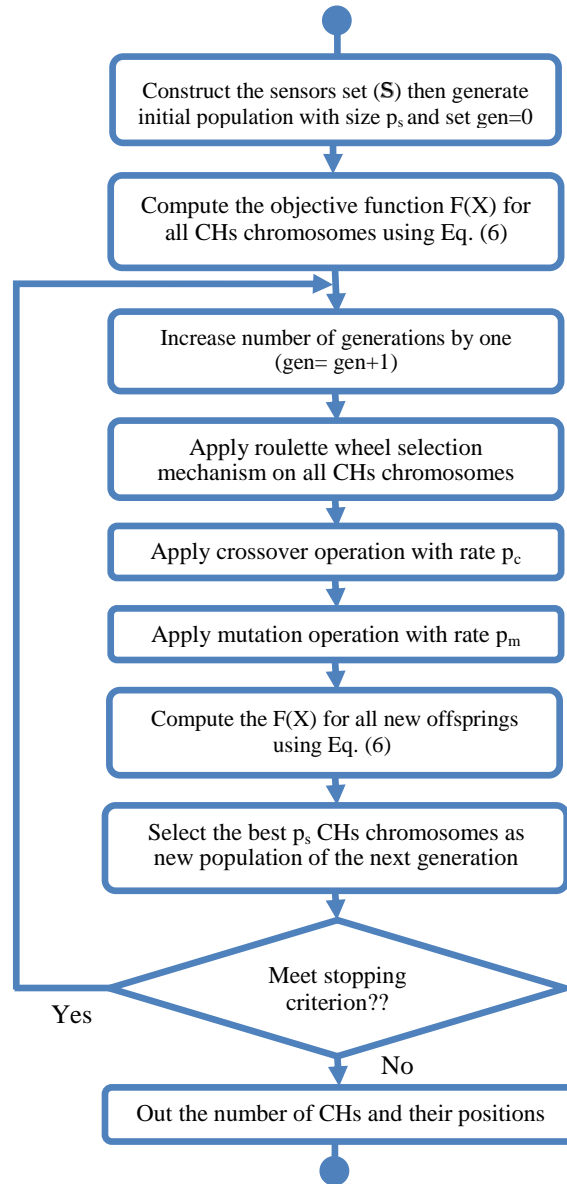 Construct the sensors set (S) then generate
initial population with size pₛ and set gen=0
Compute the objective function F(X) for
all CHs chromosomes using Eq. (6)
Increase number of generations by one
(gen= gen+1)
Apply roulette wheel selection
mechanism on all CHs chromosomes
Apply crossover operation with rate p_c
Apply mutation operation with rate pₘ
Compute the F(X) for all new offsprings
using Eq. (6)
Select the best pₛ CHs chromosomes as
new population of the next generation
Meet stopping
criterion??
Yes
No
Out the number of CHs and their positions